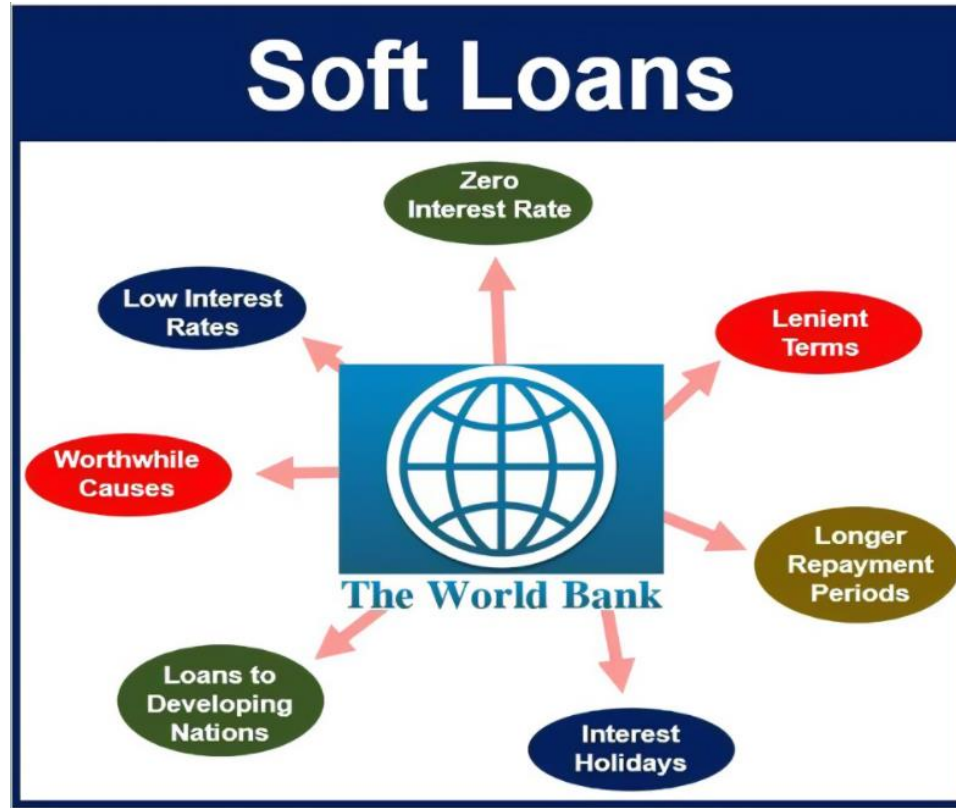 Soft Loans
Zero
Interest Rate
Low Interest
Rates
Lenient
Terms
Worthwhile
Causes
Longer
Repayment
Periods
The World Bank
Loans to
Developing
Nations
Interest
Holidays